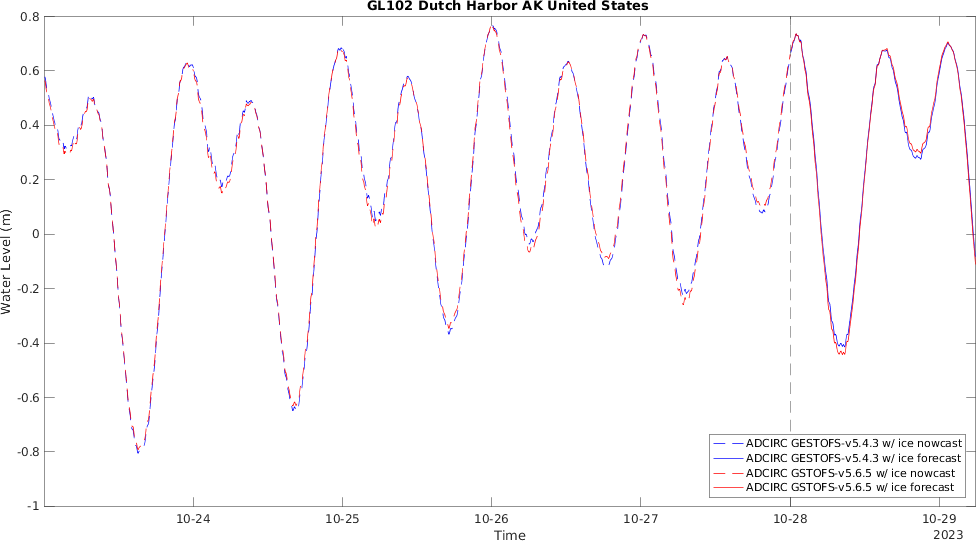 GL102 Dutch Harbor AK United States
0.8
0.6
0.4
0.2
0
-0.2
-0.4
-0.6
-0.8
-1
Water Level (m)
ADCIRC GESTOFS-v5.4.3 w/ ice nowcast
ADCIRC GESTOFS-v5.4.3 w/ ice forecast
ADCIRC GSTOFS-v5.6.5 w/ ice nowcast
ADCIRC GSTOFS-v5.6.5 w/ ice forecast
10-24 10-25 10-26 10-27 10-28 10-29
Time 2023